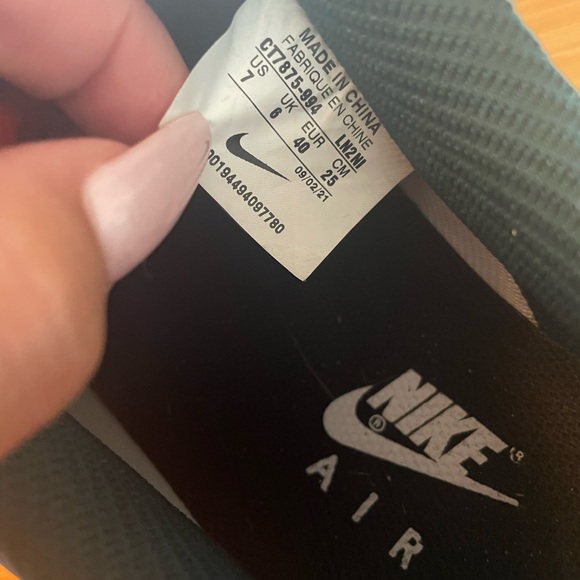 MADE IN CHINA
FABRIQUE EN CHINE
CT7875-994 LN2NI
US UK EUR CM
7 6 40 25
09/02/21
00194494097780
NIKE ®
AIR